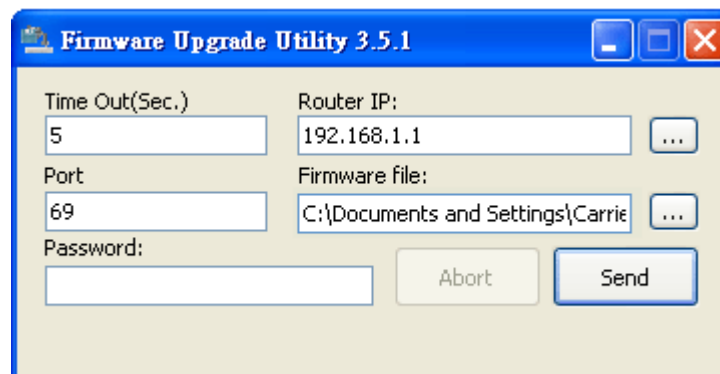 Firmware Upgrade Utility 3.5.1
Time Out(Sec.) Router IP:
5 192.168.1.1 ...
Port Firmware file:
69 C:\Documents and Settings\Carrie ...
Password:
Abort Send